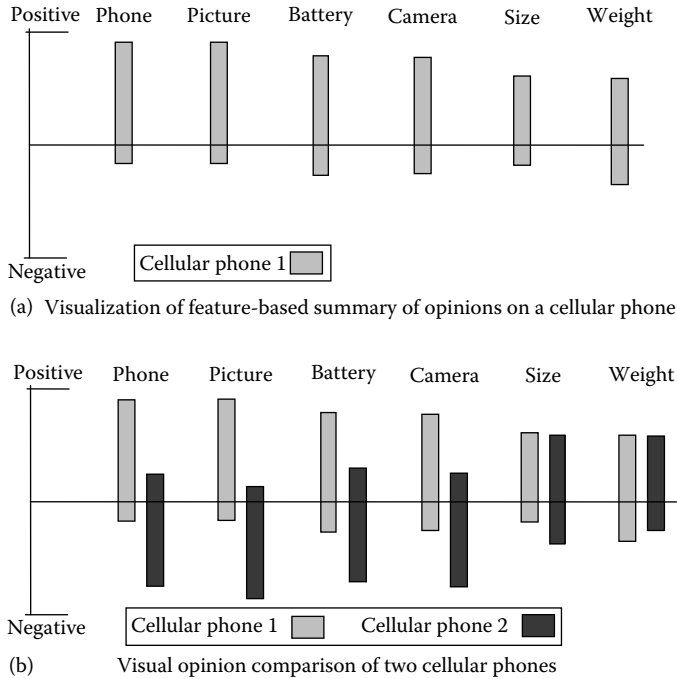 Positive Phone Picture Battery Camera Size Weight
Negative
Cellular phone 1
(a) Visualization of feature-based summary of opinions on a cellular phone
Positive Phone Picture Battery Camera Size Weight
Negative
Cellular phone 1 Cellular phone 2
(b) Visual opinion comparison of two cellular phones